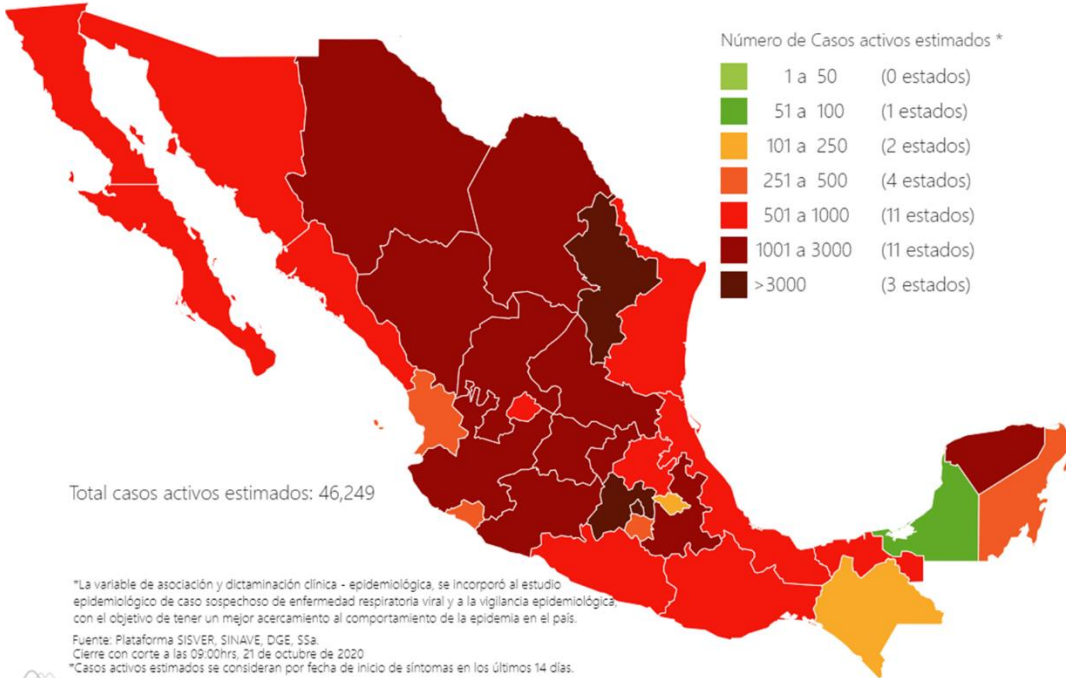 Número de Casos activos estimados *
1 a 50 (0 estados)
51 a 100 (1 estados)
101 a 250 (2 estados)
251 a 500 (4 estados)
501 a 1000 (11 estados)
1001 a 3000 (11 estados)
>3000 (3 estados)
Total casos activos estimados: 46,249
*La variable de asociación y dictaminación clínica - epidemiológica, se incorporó al estudio
epidemiológico de caso sospechoso de enfermedad respiratoria viral y a la vigilancia epidemiológica,
con el objetivo de tener un mejor acercamiento al comportamiento de la epidemia en el país.
Fuente: Plataforma SISVER, SINAVE, DGE, SSa.
Cierre con corte a las 09:00hrs, 21 de octubre de 2020
*Casos activos estimados se consideran por fecha de inicio de síntomas en los últimos 14 días.